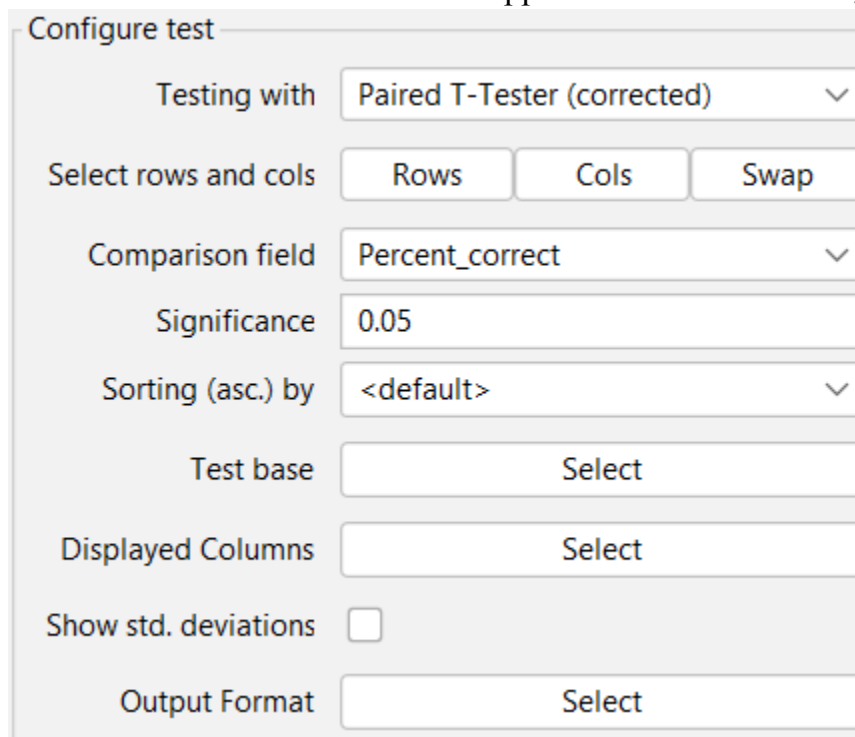 Configure test
Testing with Paired T-Tester (corrected)
Select rows and cols Rows Cols Swap
Comparison field Percent_correct
Significance 0.05
Sorting (asc.) by <default>
Test base Select
Displayed Columns Select
Show std. deviations
Output Format Select